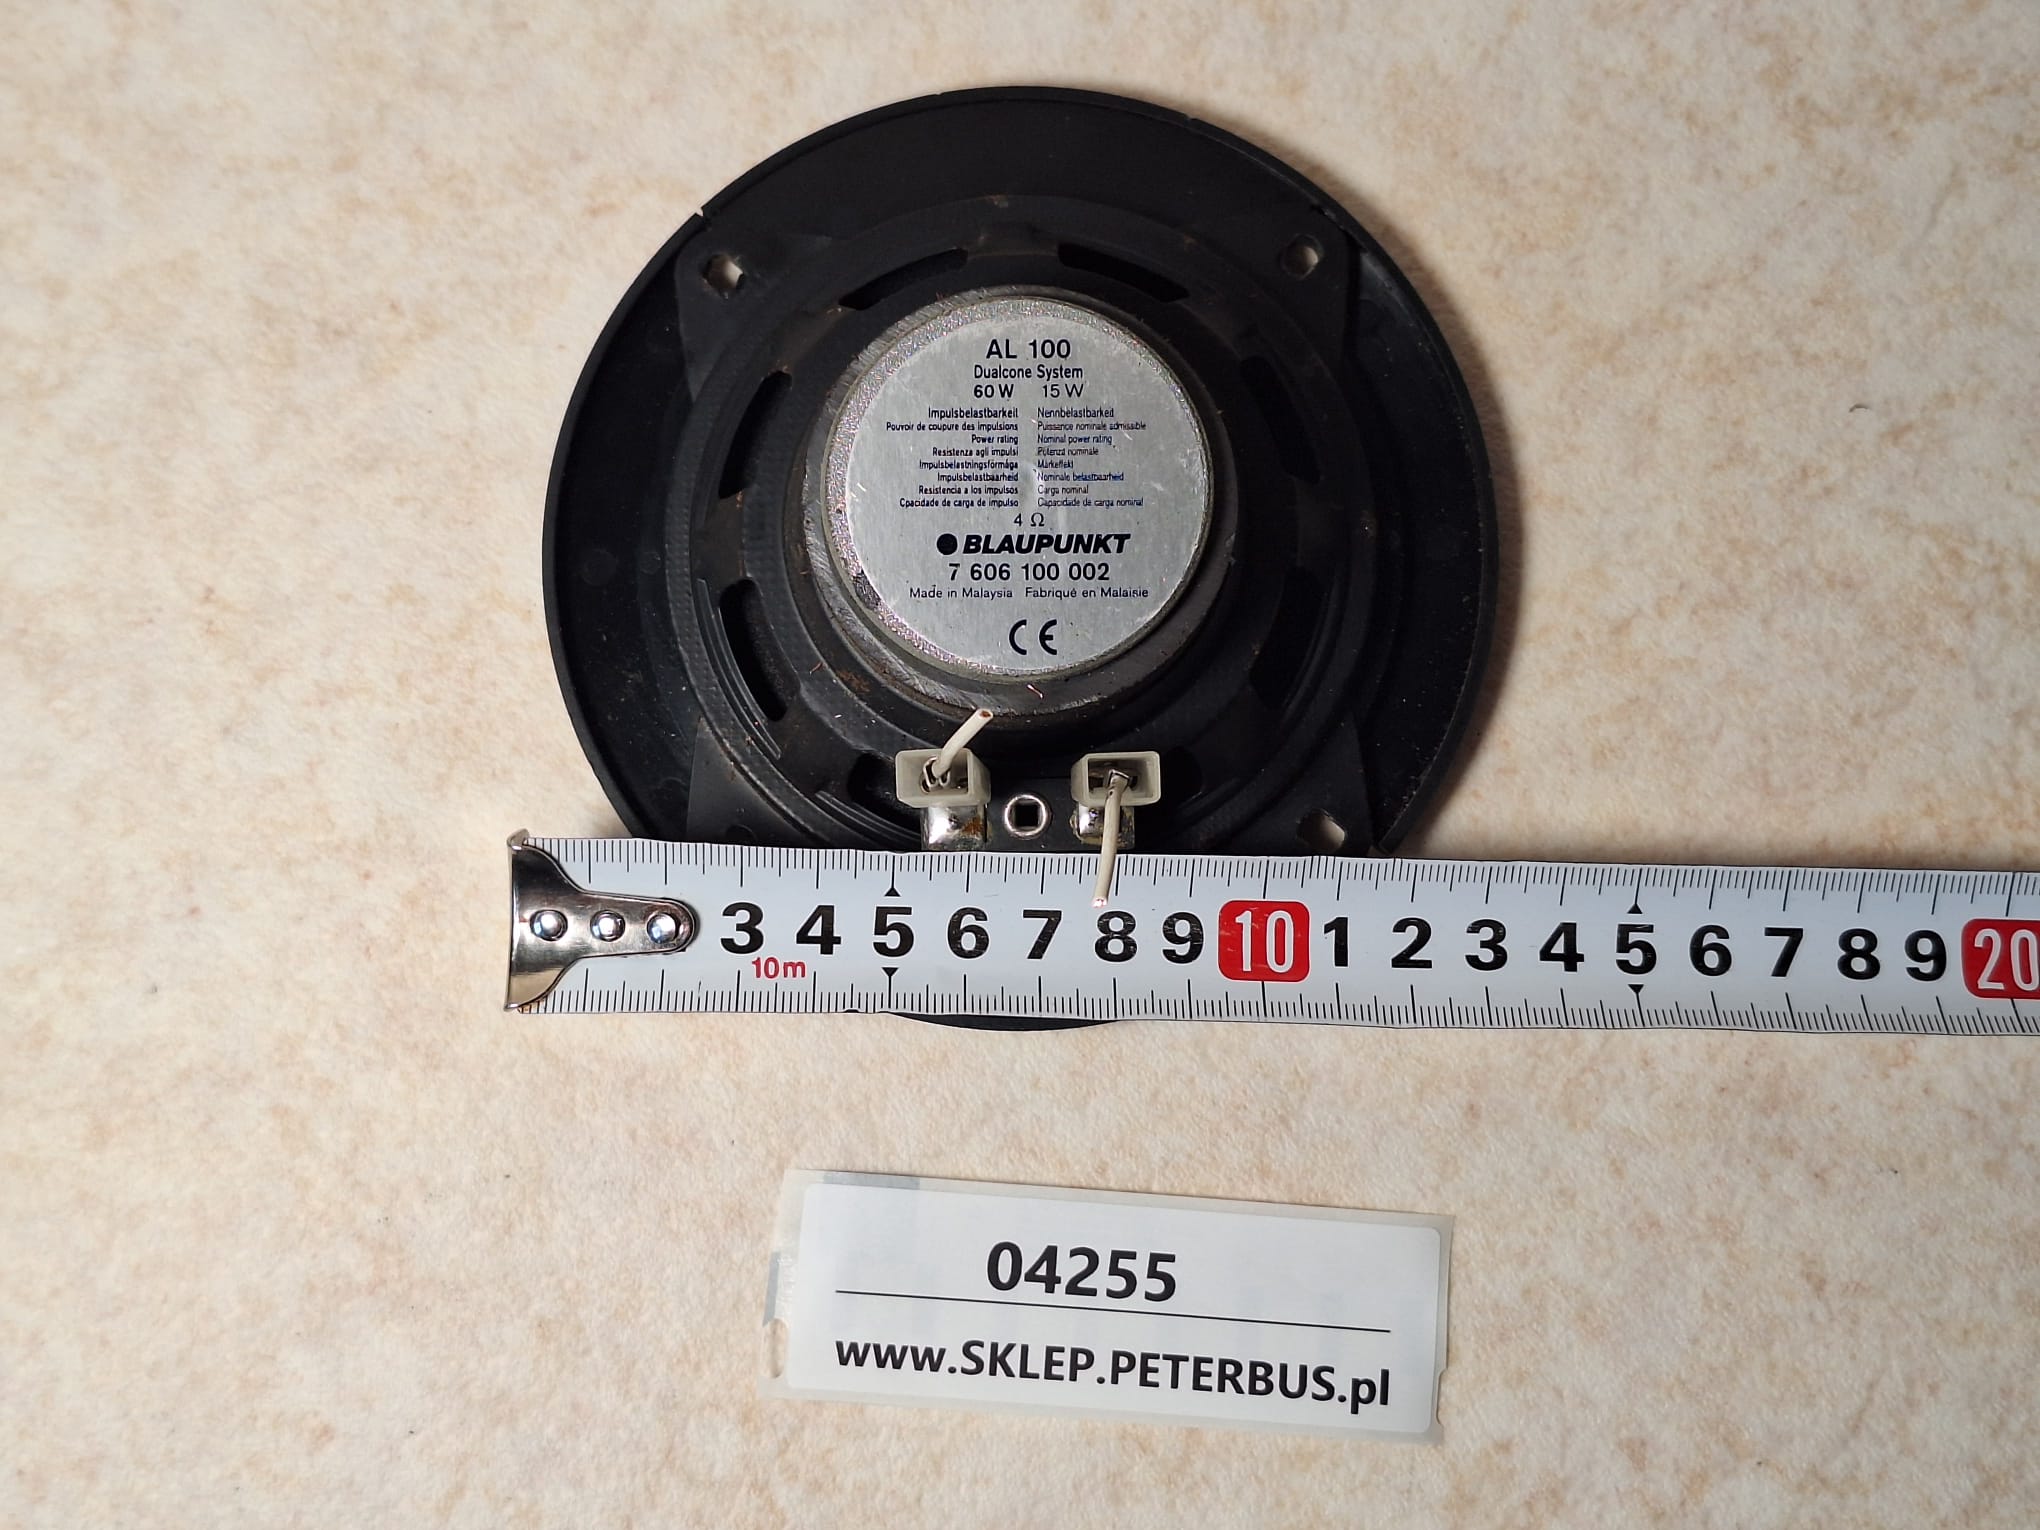 AL 100
Dualcone System
60 W 15 W
Impulsbelastbarkeit Nennbelastbarked
Pouvoir de coupure des impulsions Puissance nominale admissible
Power rating Nominal power rating
Resistenza agli impulsi Potenza nominale
Impulsbelastningsförmåga Märkeffekt
Impulsbelastbaarheid Nominale belastbaarheid
Resistencia a los impulsos Carga nominal
Cpacidade de carga de impulso Capacidade de carga nominal
4 Ω
BLAUPUNKT
7 606 100 002
Made in Malaysia Fabriqué en Malaisie
CE
3 4 5 6 7 8 9 10 1 2 3 4 5 6 7 8 9 20
10m
04255
www.SKLEP.PETERBUS.pl